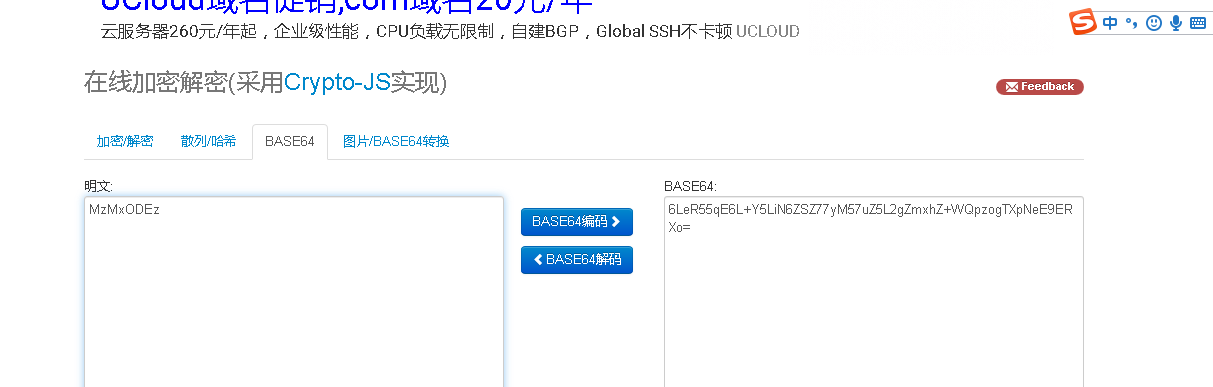 UCloud域名促销,com域名20元/年
云服务器260元/年起，企业级性能，CPU负载无限制，自建BGP，Global SSH不卡顿 UCLOUD
中
在线加密解密(采用Crypto-JS实现)
Feedback
加密/解密 散列/哈希 BASE64 图片/BASE64转换
明文: BASE64:
MzMxODEz
BASE64编码
BASE64解码
6LeR55qE6L+Y5LiN6ZSZ77yM57uZ5L2gZmxhZ+WQpzogTXpNeE9ER
Xo=